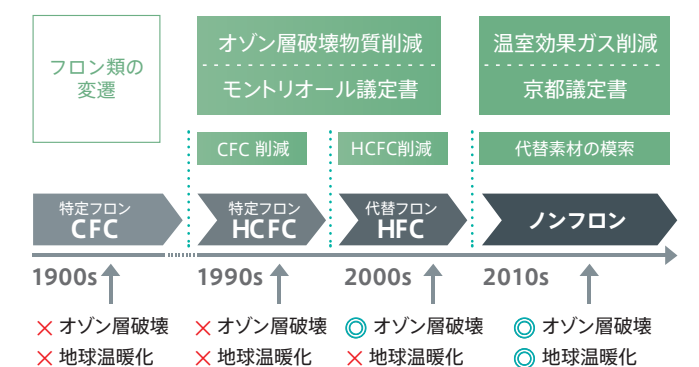 フロン類の
変遷
オゾン層破壊物質削減
モントリオール議定書
温室効果ガス削減
京都議定書
CFC 削減
HCFC削減
代替素材の模索
特定フロン
CFC
特定フロン
HCFC
代替フロン
HFC
ノンフロン
1900s
1990s
2000s
2010s
× オゾン層破壊
× 地球温暖化
× オゾン層破壊
× 地球温暖化
◎ オゾン層破壊
× 地球温暖化
◎ オゾン層破壊
◎ 地球温暖化